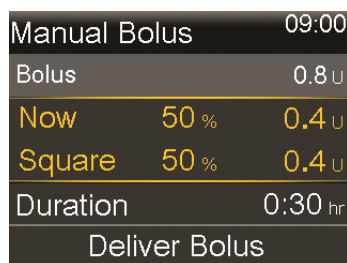 Manual Bolus 09:00
Bolus 0.8 U
Now 50 % 0.4 U
Square 50 % 0.4 U
Duration 0:30 hr
Deliver Bolus